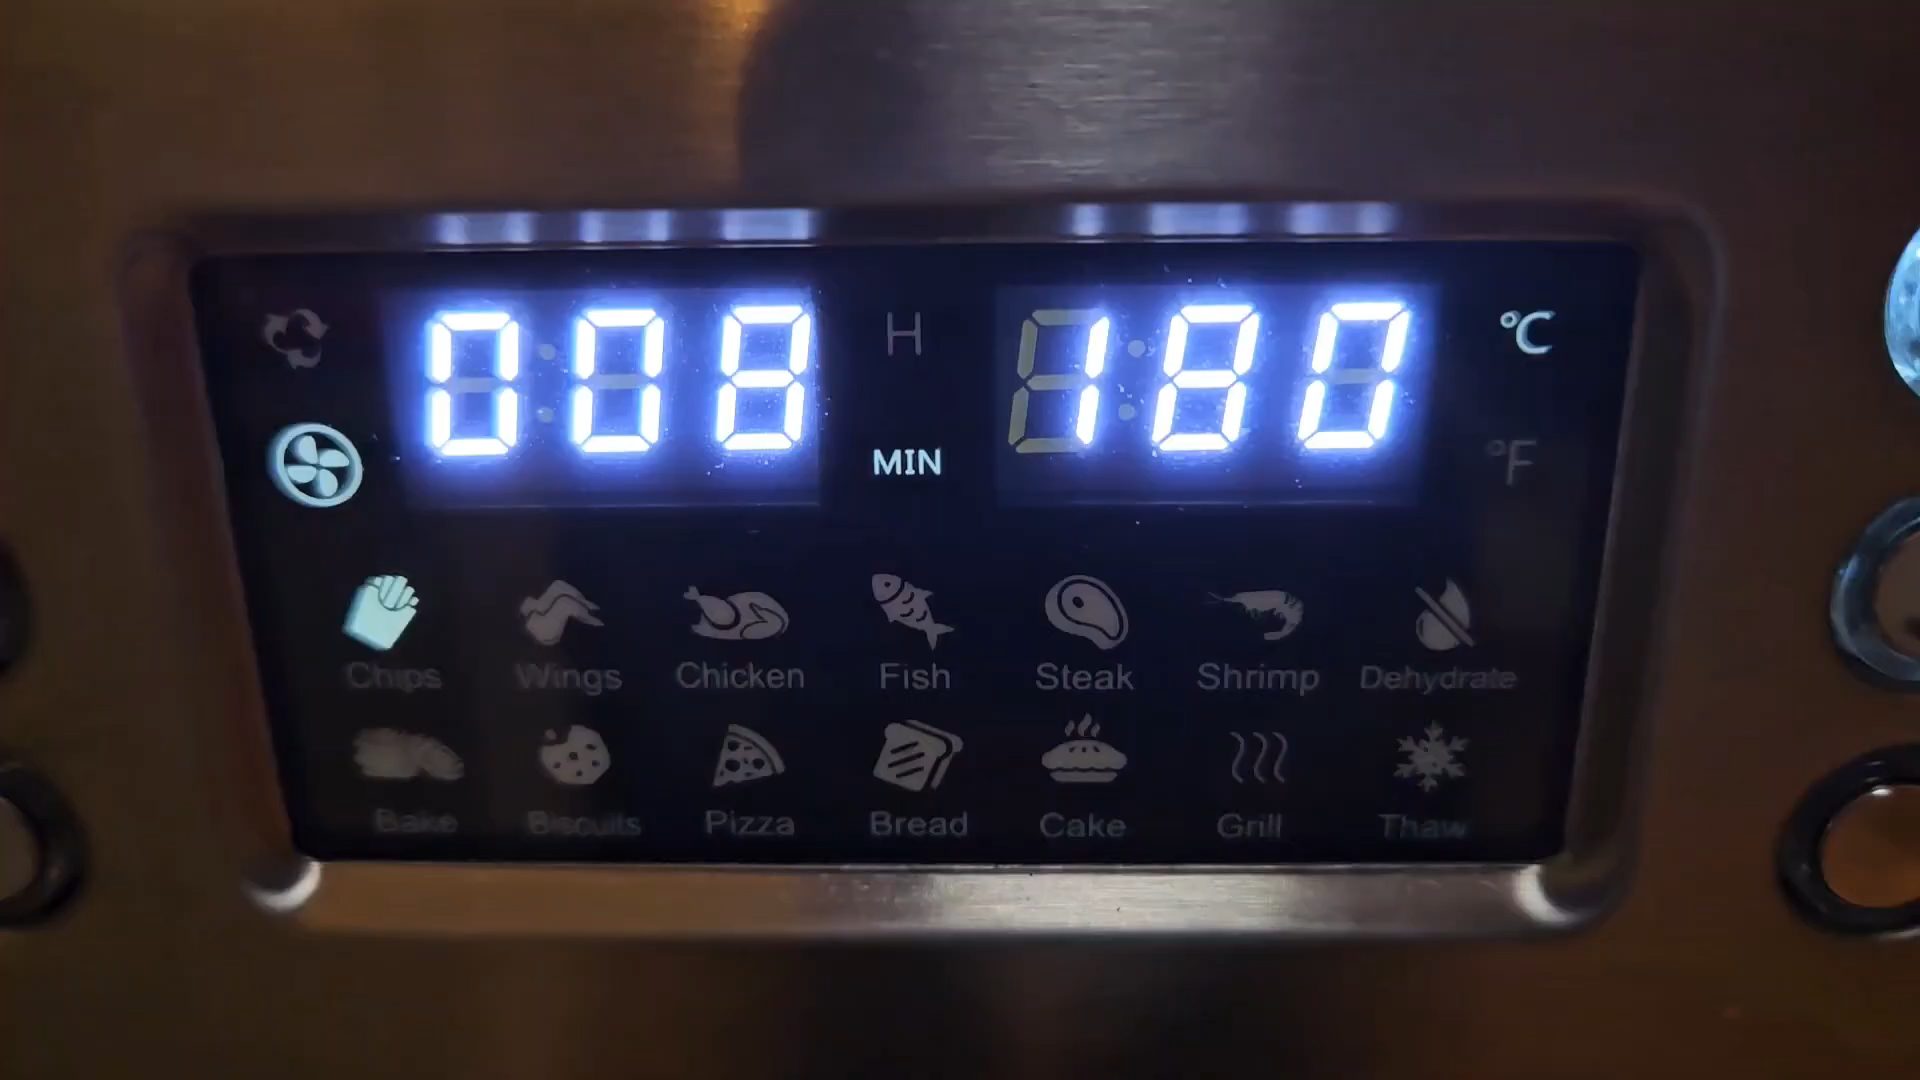 008 H 180 °C
MIN °F
Chips Wings Chicken Fish Steak Shrimp Dehydrate
Bake Biscuits Pizza Bread Cake Grill Thaw